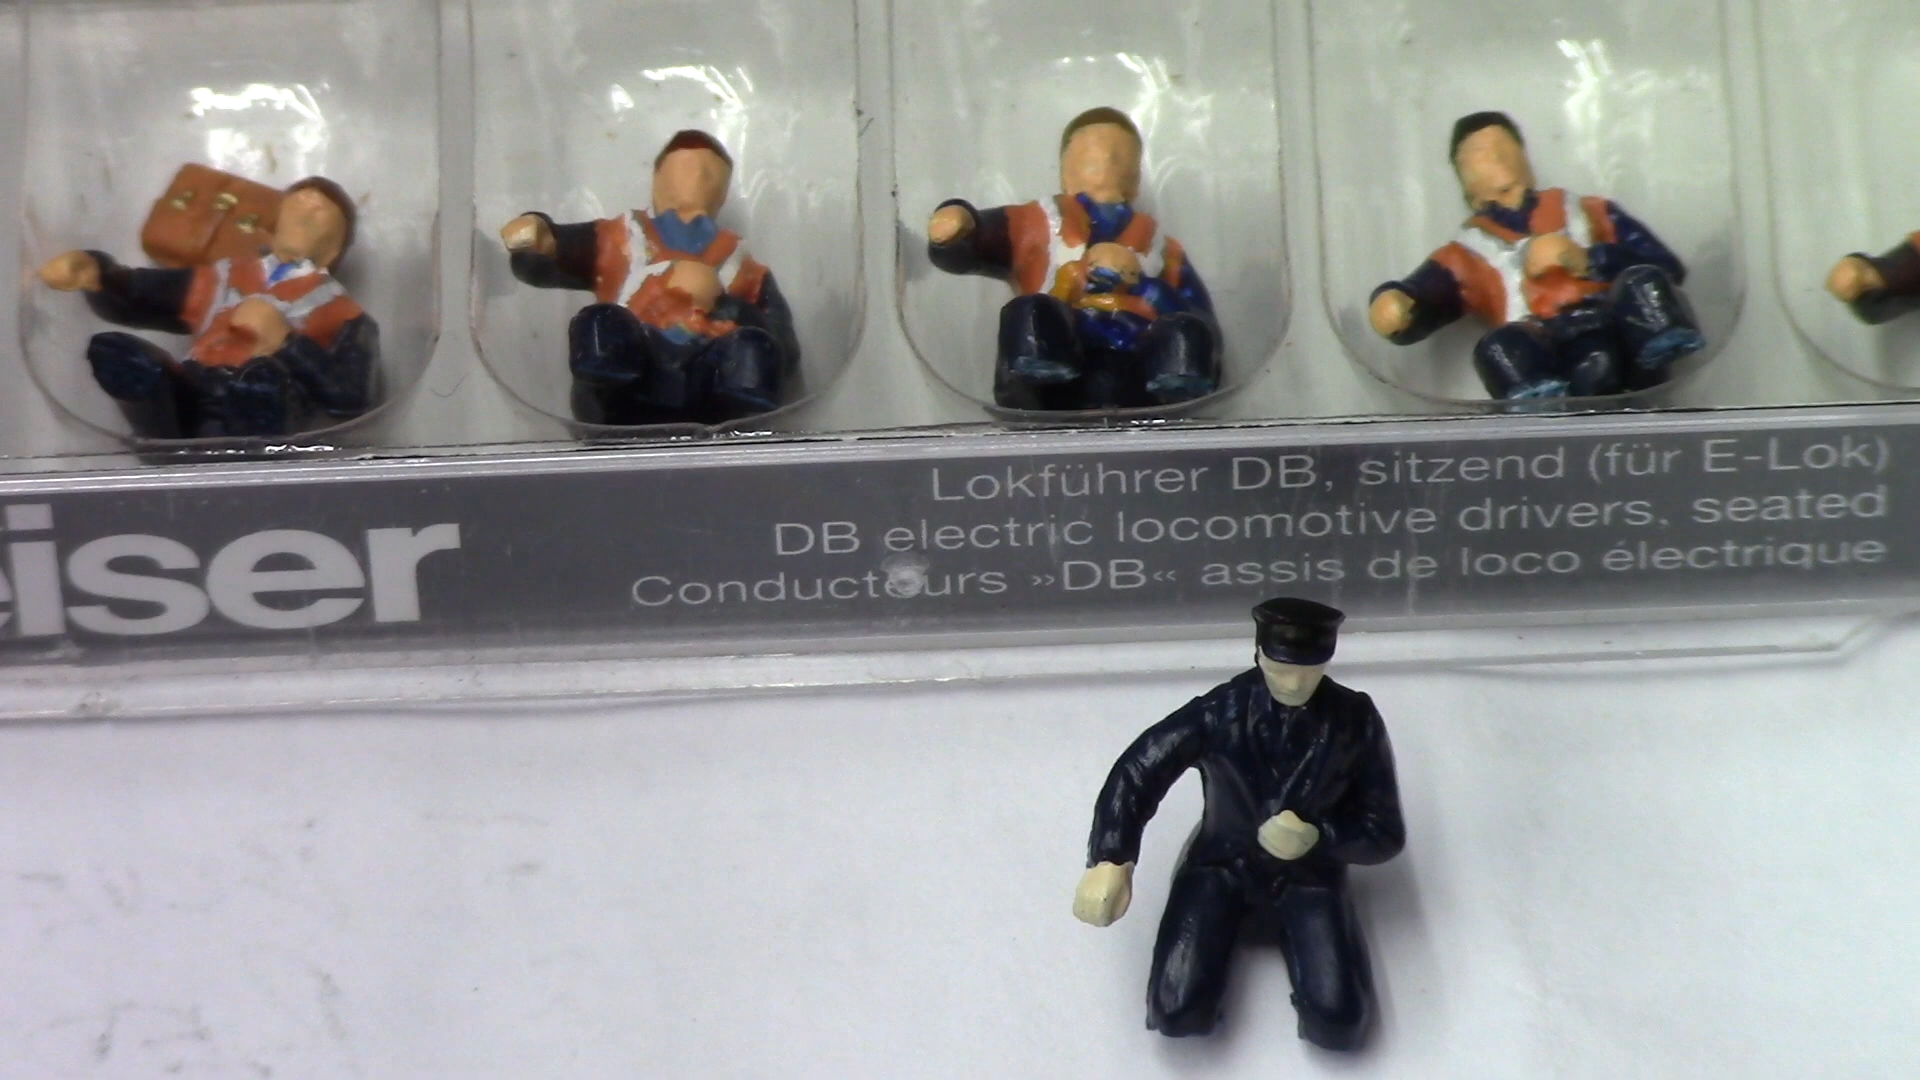 eiser
Lokführer DB, sitzend (für E-Lok)
DB electric locomotive drivers. seated
Conducteurs »DB« assis de loco électrique